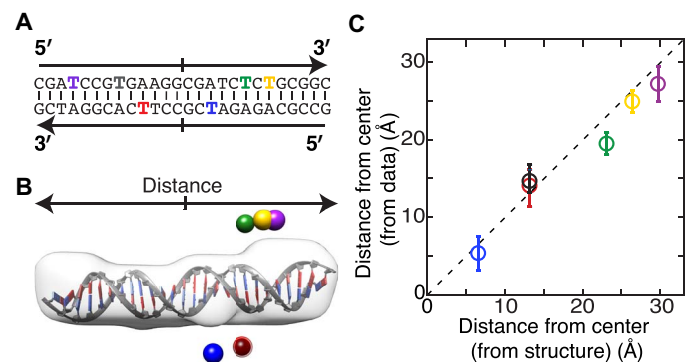 A
5′ 3′
CGATCCGTGAAGGCGATCTCTGCGGC
GCTAGGCACTTCCGCTAGAGACGCCG
3′ 5′
B
Distance
C
Distance from center
(from data) (Å)
30
20
10
0
0 10 20 30
Distance from center
(from structure) (Å)